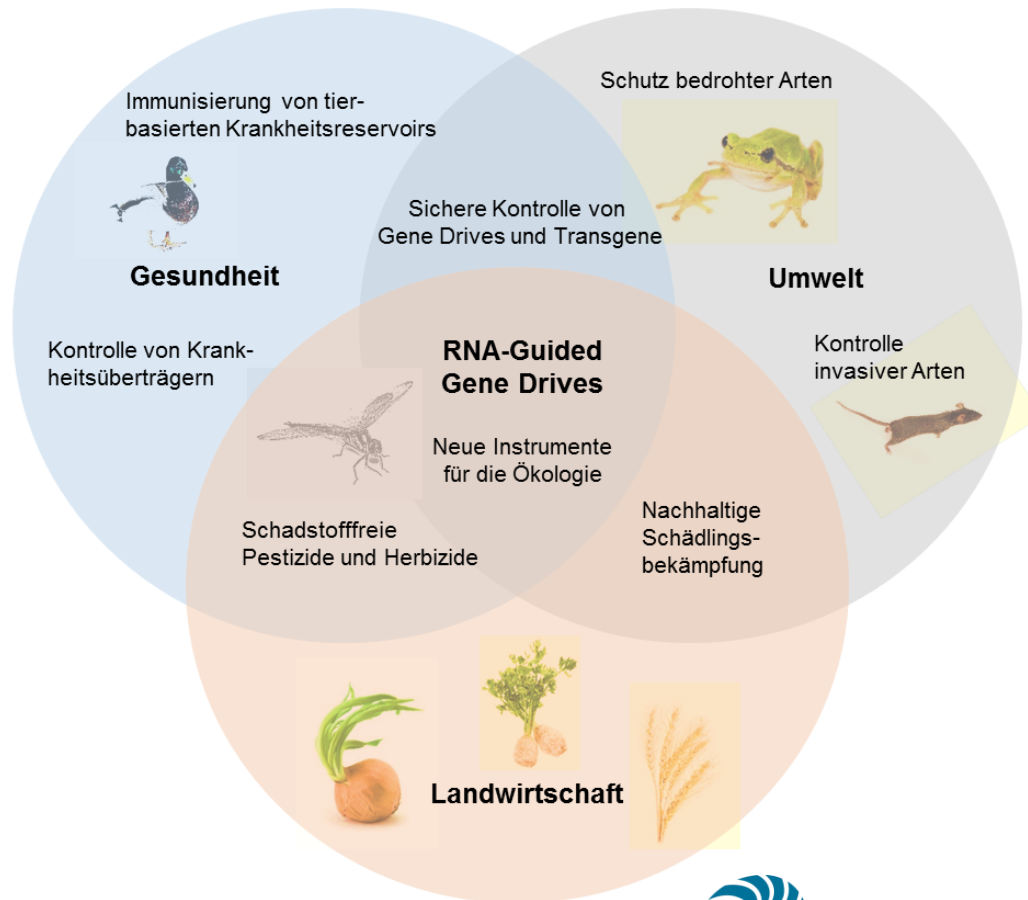 Immunisierung von tier-
basierten Krankheitsreservoirs
Schutz bedrohter Arten
Sichere Kontrolle von
Gene Drives und Transgene
Gesundheit
Umwelt
Kontrolle von Krank-
heitsüberträgern
RNA-Guided
Gene Drives
Kontrolle
invasiver Arten
Neue Instrumente
für die Ökologie
Schadstofffreie
Pestizide und Herbizide
Nachhaltige
Schädlings-
bekämpfung
Landwirtschaft